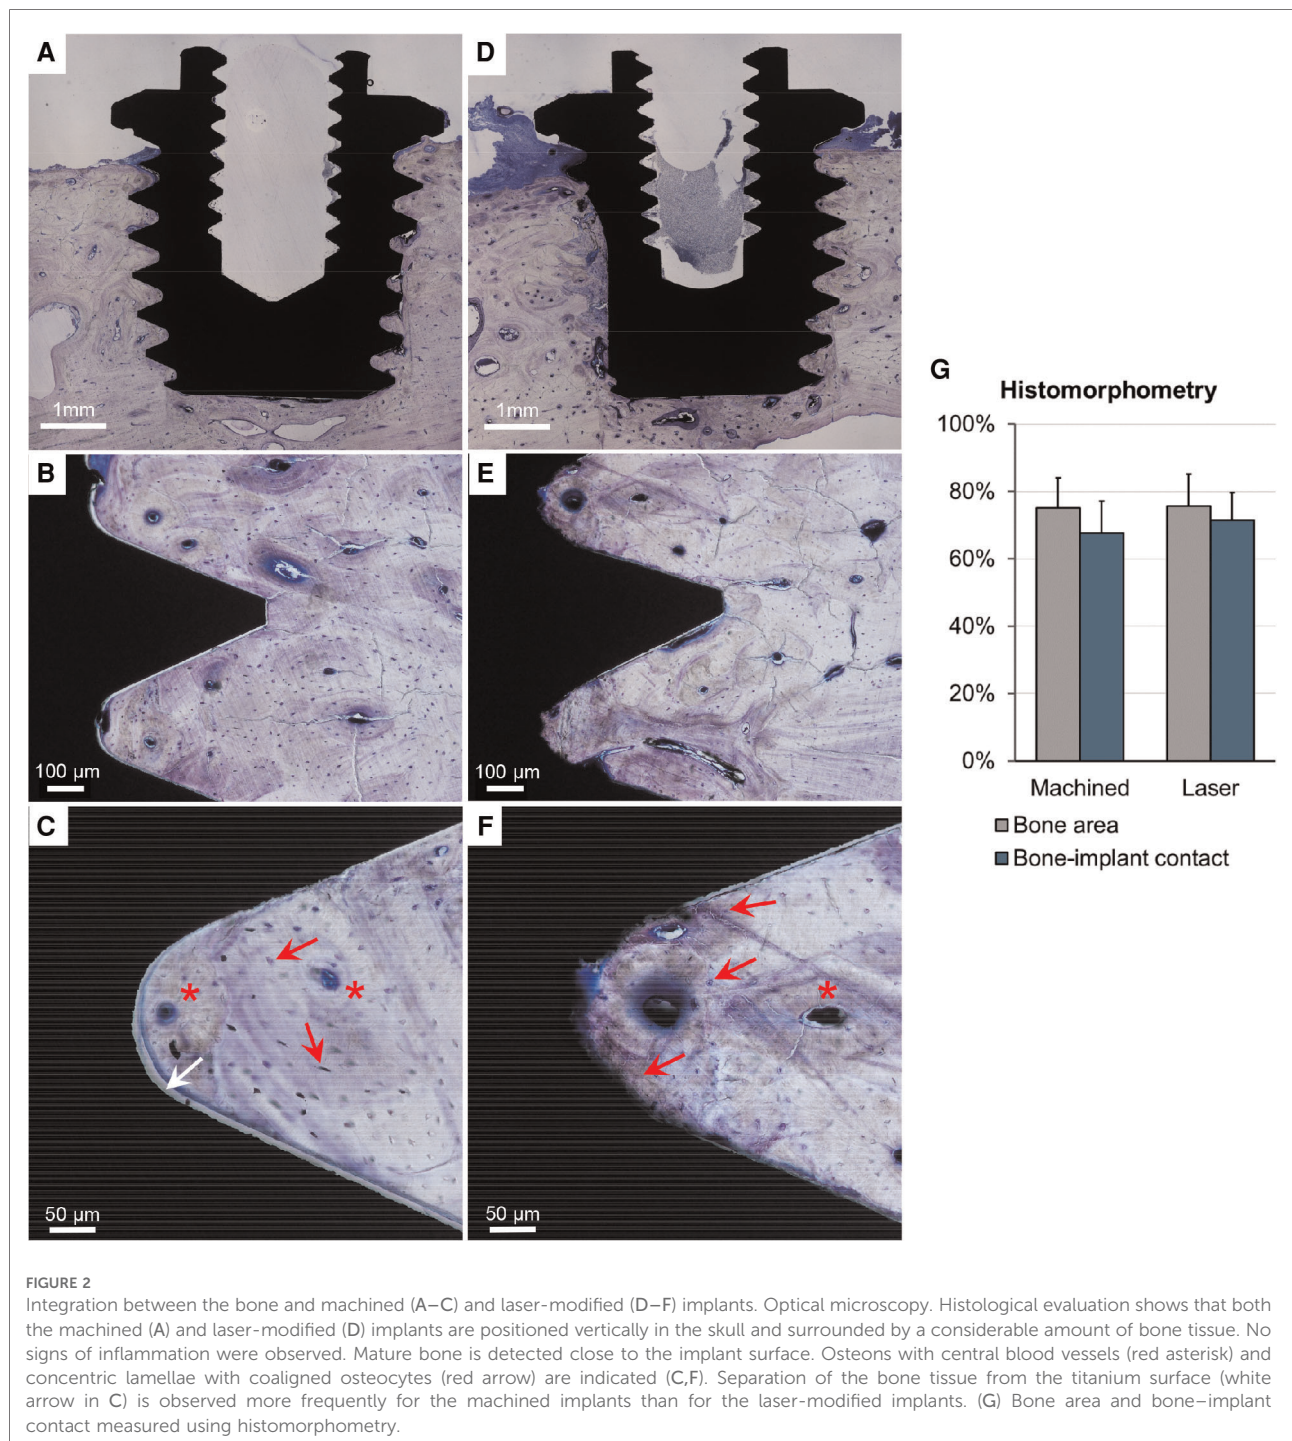 A
D
1mm
1mm
B
E
100 µm
100 µm
C
F
*
*
*
50 µm
50 µm
G
Histomorphometry
100%
80%
60%
40%
20%
0%
Machined
Laser
Bone area
Bone-implant contact
FIGURE 2
Integration between the bone and machined (A–C) and laser-modified (D–F) implants. Optical microscopy. Histological evaluation shows that both
the machined (A) and laser-modified (D) implants are positioned vertically in the skull and surrounded by a considerable amount of bone tissue. No
signs of inflammation were observed. Mature bone is detected close to the implant surface. Osteons with central blood vessels (red asterisk) and
concentric lamellae with coaligned osteocytes (red arrow) are indicated (C,F). Separation of the bone tissue from the titanium surface (white
arrow in C) is observed more frequently for the machined implants than for the laser-modified implants. (G) Bone area and bone–implant
contact measured using histomorphometry.